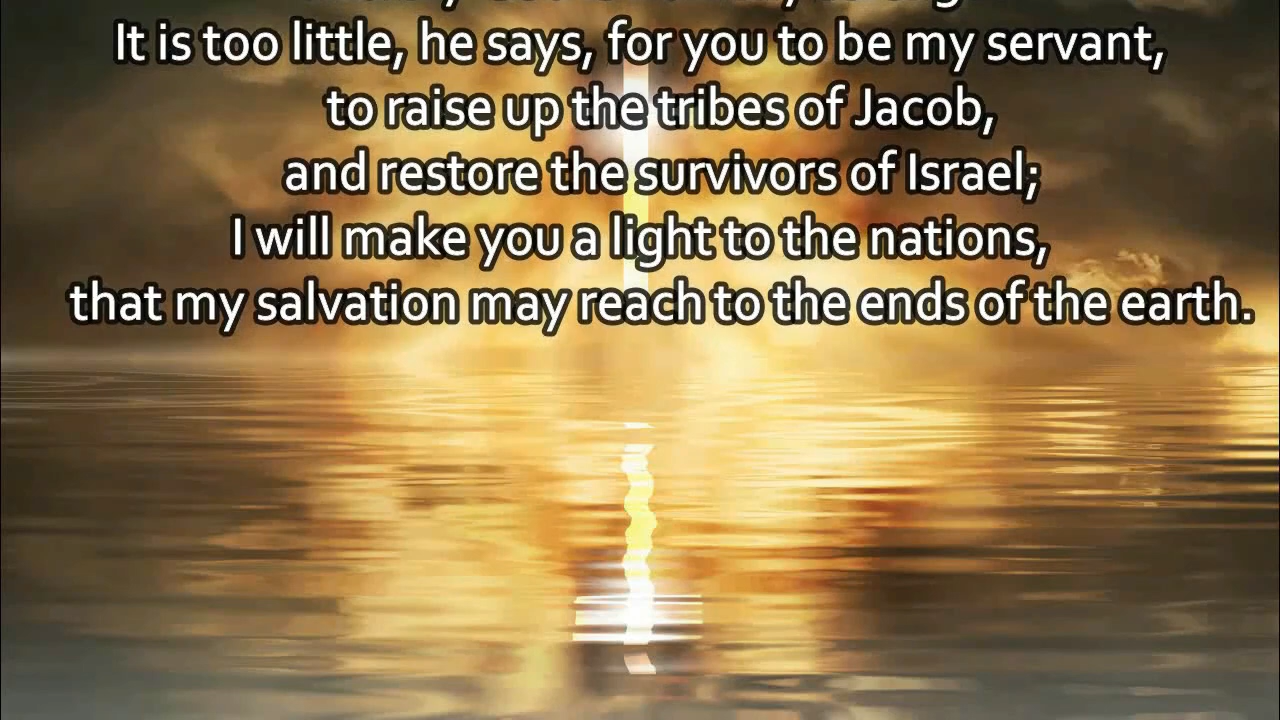 It is too little, he says, for you to be my servant,
to raise up the tribes of Jacob,
and restore the survivors of Israel;
I will make you a light to the nations,
that my salvation may reach to the ends of the earth.